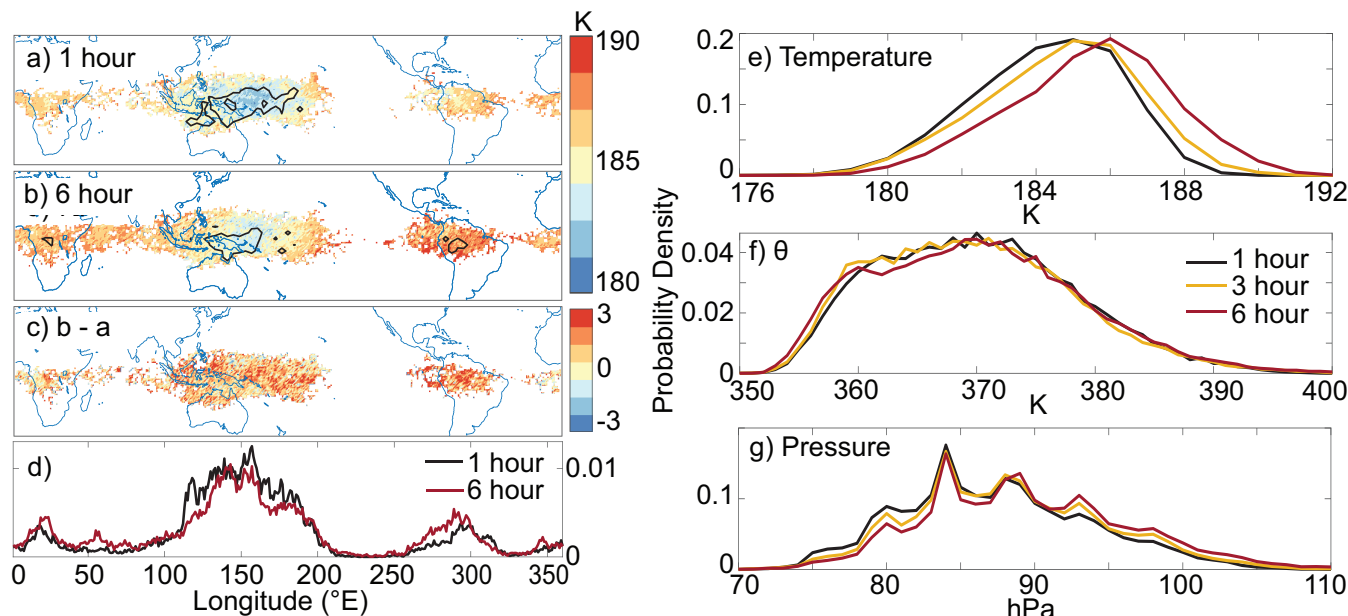 a) 1 hour
K
190
185
b) 6 hour
180
c) b - a
3
0
-3
d)
1 hour
6 hour
0.01
0
0 50 100 150 200 250 300 350
Longitude (°E)
Probability Density
e) Temperature
0.2
0.1
0
176 180 184 188 192
K
f) θ
0.04
0.02
0
1 hour
3 hour
6 hour
350 360 370 380 390 400
K
g) Pressure
0.1
0
70 80 90 100 110
hPa